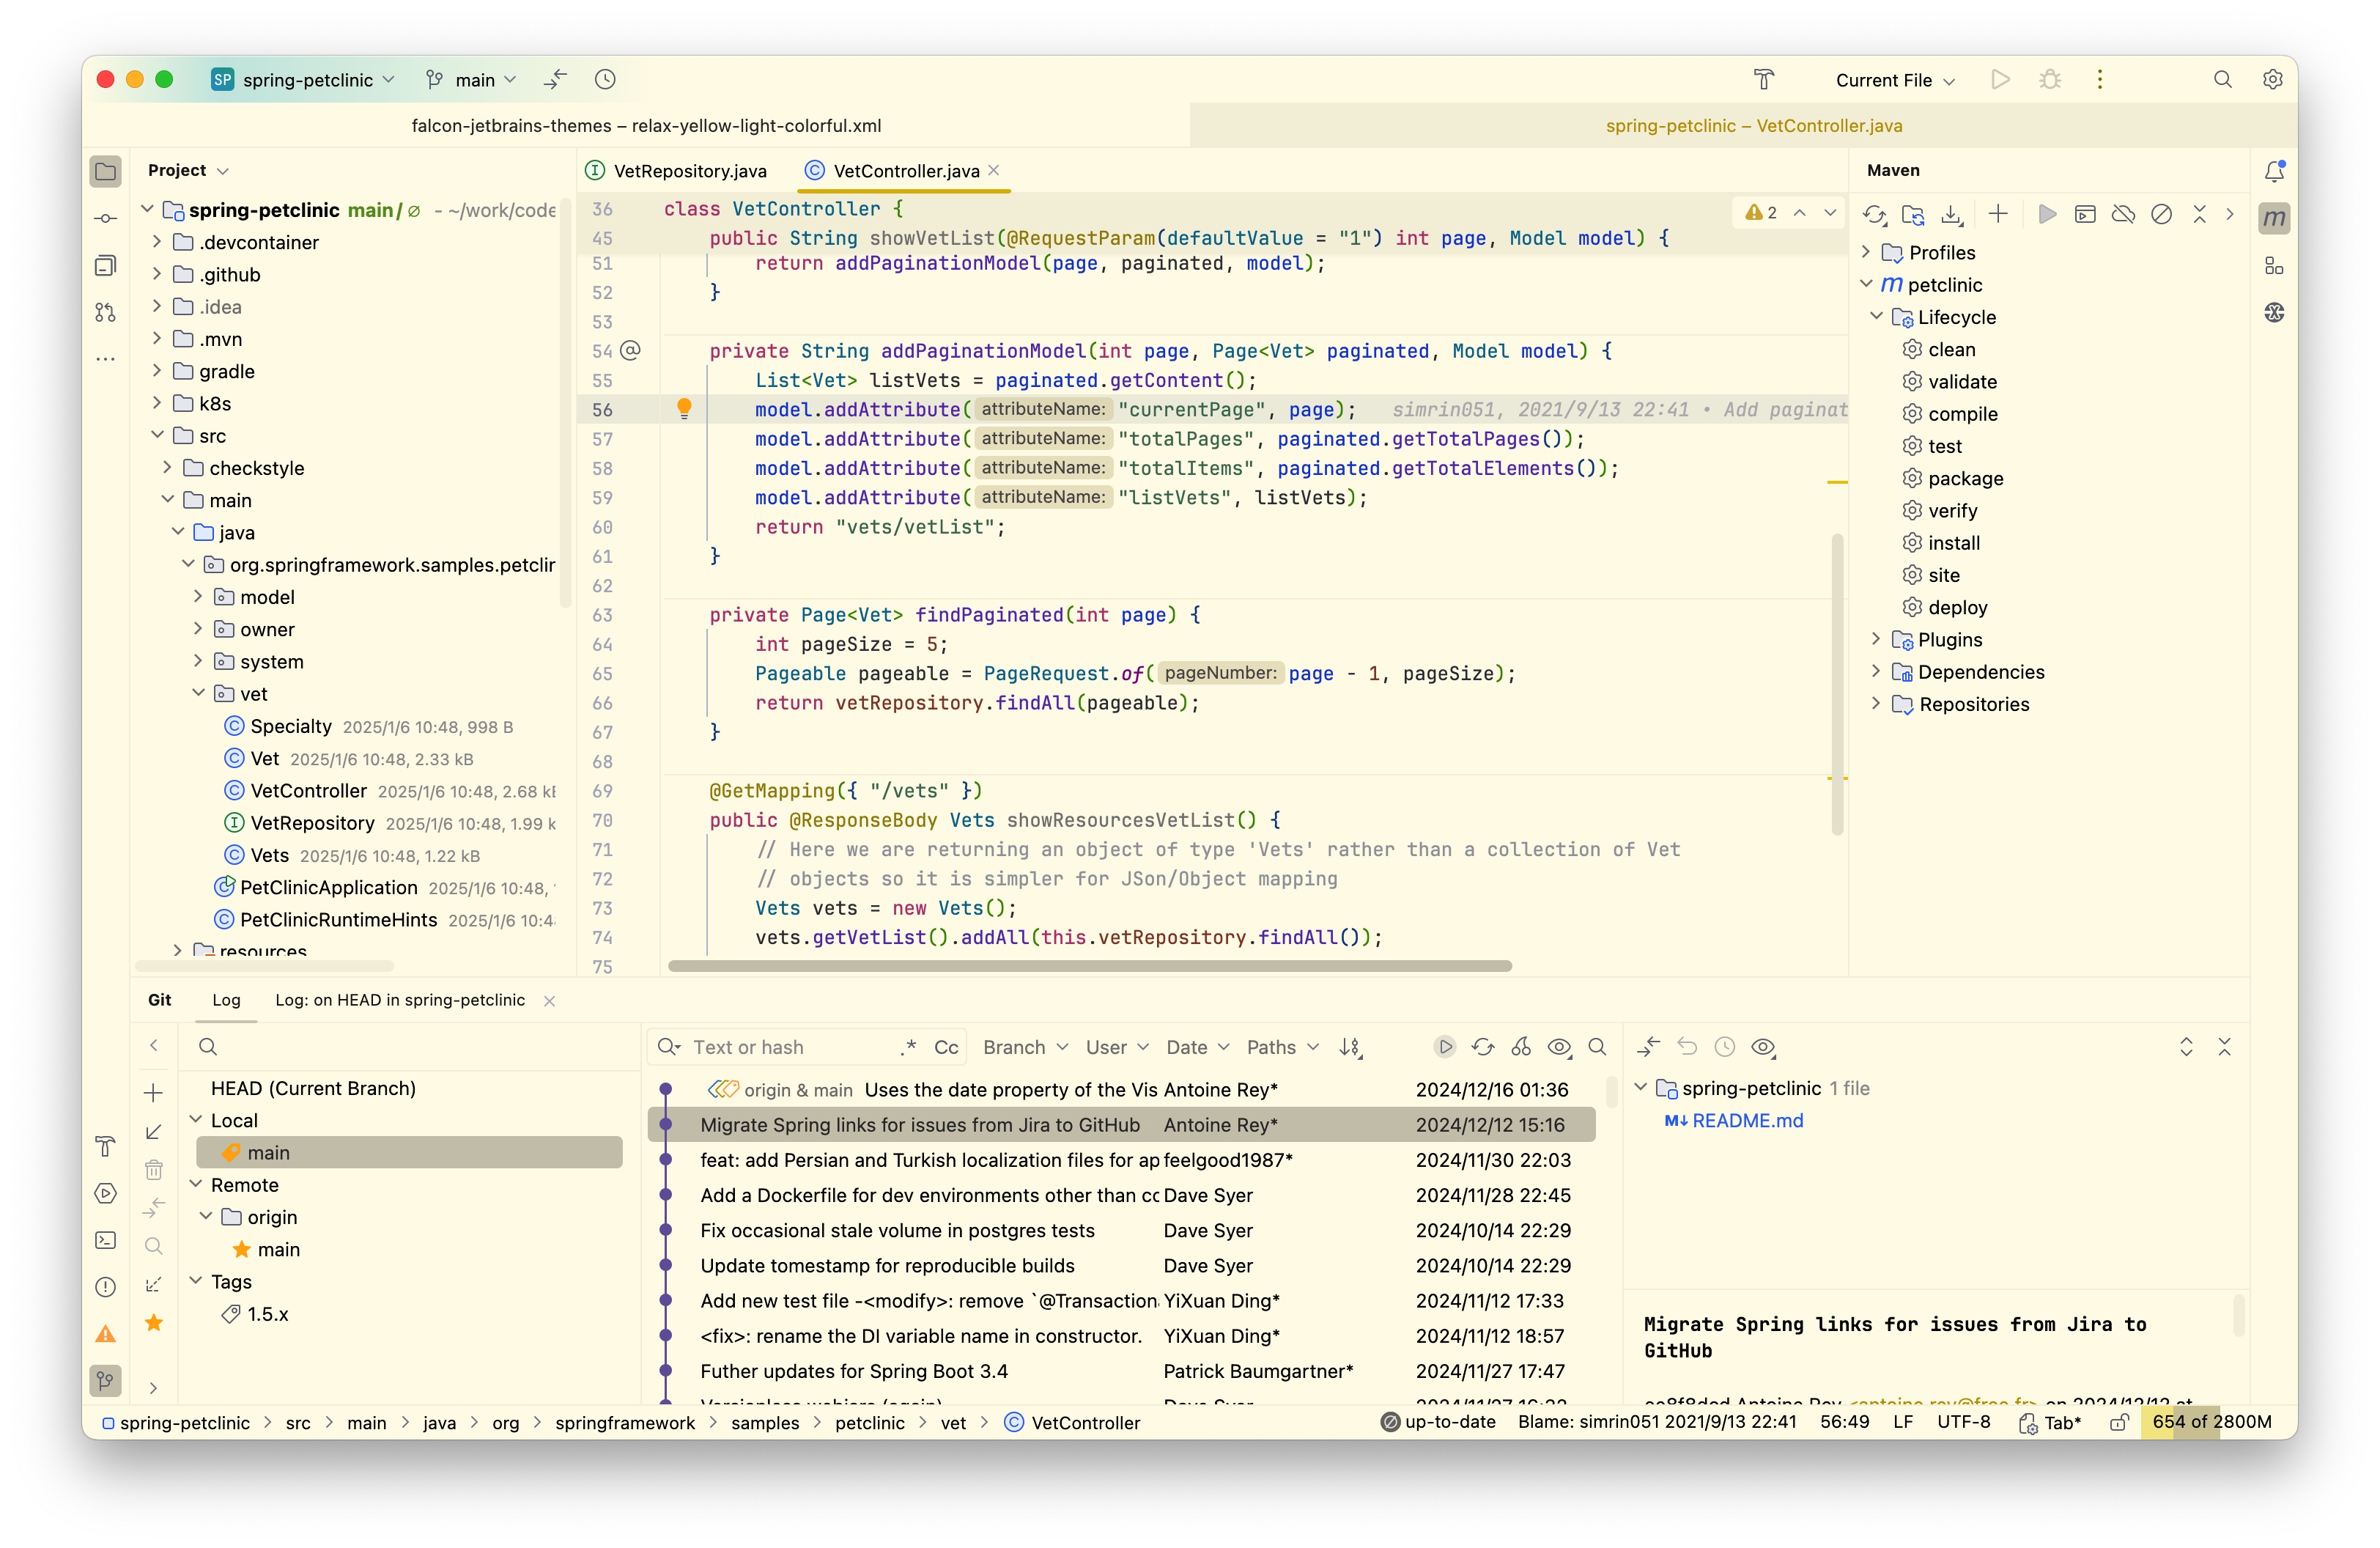 SP spring-petclinic main Current File
falcon-jetbrains-themes – relax-yellow-light-colorful.xml
spring-petclinic – VetController.java
Project
spring-petclinic main / ∅ - ~/work/code
.devcontainer
.github
.idea
.mvn
gradle
k8s
src
checkstyle
main
java
org.springframework.samples.petclin
model
owner
system
vet
Specialty 2025/1/6 10:48, 998 B
Vet 2025/1/6 10:48, 2.33 kB
VetController 2025/1/6 10:48, 2.68 kB
VetRepository 2025/1/6 10:48, 1.99 k
Vets 2025/1/6 10:48, 1.22 kB
PetClinicApplication 2025/1/6 10:48,
PetClinicRuntimeHints 2025/1/6 10:4
resources
VetRepository.java
VetController.java
2
36 class VetController {
45 public String showVetList(@RequestParam(defaultValue = "1") int page, Model model) {
51 return addPaginationModel(page, paginated, model);
52 }
53
54 @ private String addPaginationModel(int page, Page<Vet> paginated, Model model) {
55 List<Vet> listVets = paginated.getContent();
56 model.addAttribute( attributeName: "currentPage", page); simrin051, 2021/9/13 22:41 • Add paginat
57 model.addAttribute( attributeName: "totalPages", paginated.getTotalPages());
58 model.addAttribute( attributeName: "totalItems", paginated.getTotalElements());
59 model.addAttribute( attributeName: "listVets", listVets);
60 return "vets/vetList";
61 }
62
63 private Page<Vet> findPaginated(int page) {
64 int pageSize = 5;
65 Pageable pageable = PageRequest.of( pageNumber: page - 1, pageSize);
66 return vetRepository.findAll(pageable);
67 }
68
69 @GetMapping({ "/vets" })
70 public @ResponseBody Vets showResourcesVetList() {
71 // Here we are returning an object of type 'Vets' rather than a collection of Vet
72 // objects so it is simpler for JSon/Object mapping
73 Vets vets = new Vets();
74 vets.getVetList().addAll(this.vetRepository.findAll());
75
Maven
Profiles
m petclinic
Lifecycle
clean
validate
compile
test
package
verify
install
site
deploy
Plugins
Dependencies
Repositories
m
Git Log Log: on HEAD in spring-petclinic
HEAD (Current Branch)
Local
main
Remote
origin
main
Tags
1.5.x
Text or hash .* Cc Branch User Date Paths
origin & main Uses the date property of the Vis Antoine Rey* 2024/12/16 01:36
Migrate Spring links for issues from Jira to GitHub Antoine Rey* 2024/12/12 15:16
feat: add Persian and Turkish localization files for ap feelgood1987* 2024/11/30 22:03
Add a Dockerfile for dev environments other than co Dave Syer 2024/11/28 22:45
Fix occasional stale volume in postgres tests Dave Syer 2024/10/14 22:29
Update tomestamp for reproducible builds Dave Syer 2024/10/14 22:29
Add new test file -<modify>: remove `@Transaction YiXuan Ding* 2024/11/12 17:33
<fix>: rename the DI variable name in constructor. YiXuan Ding* 2024/11/12 18:57
Futher updates for Spring Boot 3.4 Patrick Baumgartner* 2024/11/27 17:47
spring-petclinic 1 file
M↓ README.md
Migrate Spring links for issues from Jira to
GitHub
Antoine Rey <antoine.rey@free.fr> on 2024/12/12 at
spring-petclinic > src > main > java > org > springframework > samples > petclinic > vet > VetController
up-to-date Blame: simrin051 2021/9/13 22:41 56:49 LF UTF-8 Tab* 654 of 2800M